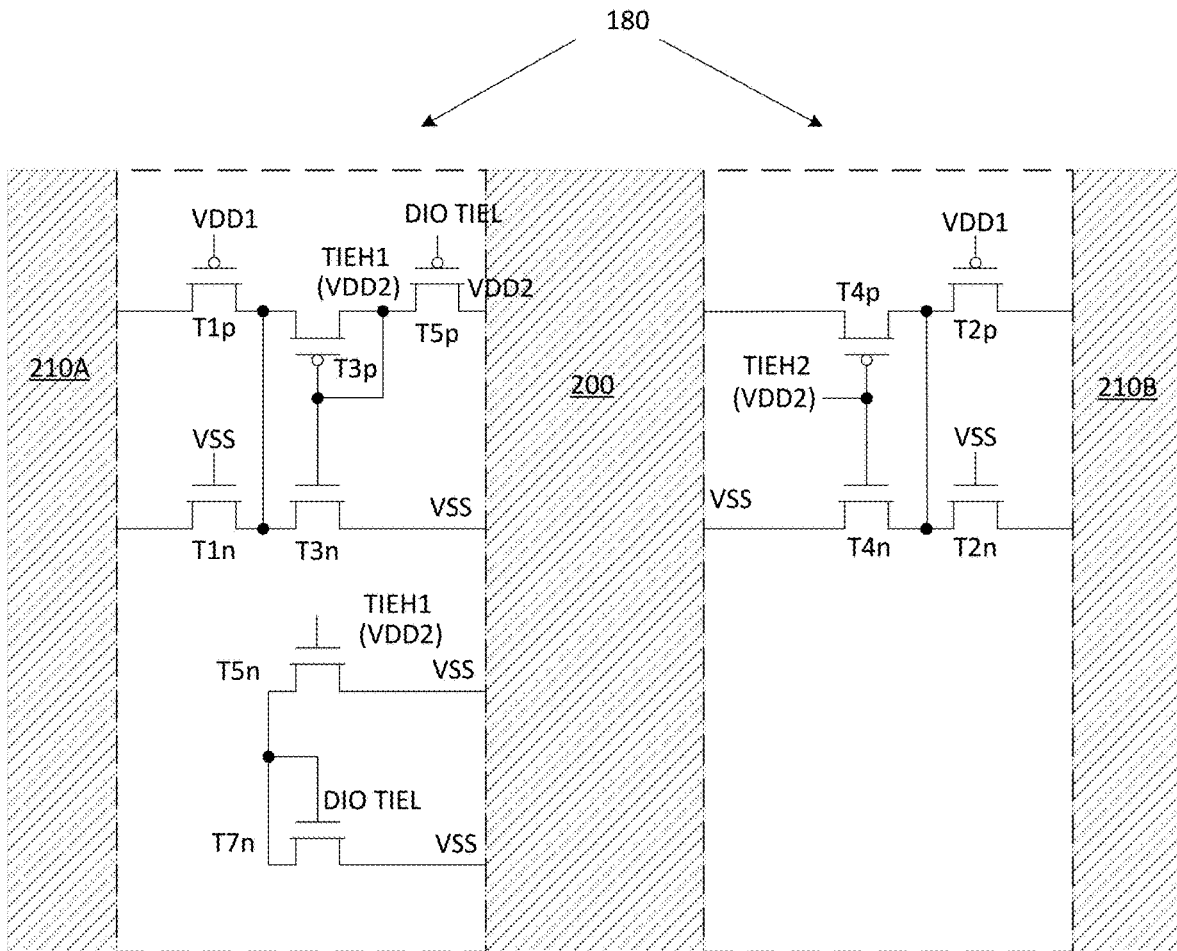 180
VDD1
DIO TIEL
TIEH1
(VDD2)
VDD2
T1p
T5p
T3p
210A
VSS
VSS
T1n
T3n
TIEH1
(VDD2)
T5n
VSS
DIO TIEL
T7n
VSS
200
VDD1
T4p
T2p
TIEH2
(VDD2)
210B
VSS
VSS
T4n
T2n